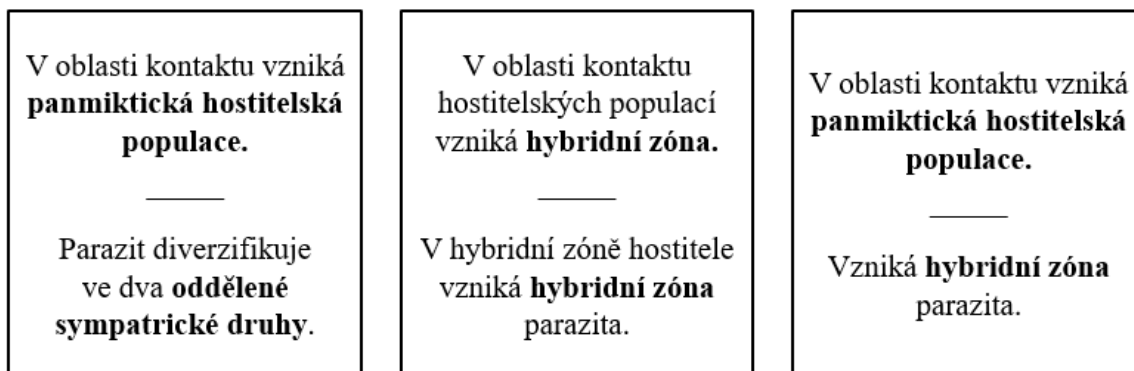 V oblasti kontaktu vzniká
panmiktická hostitelská
populace.
Parazit diverzifikuje
ve dva oddělené
sympatrické druhy.
V oblasti kontaktu
hostitelských populací
vzniká hybridní zóna.
V hybridní zóně hostitele
vzniká hybridní zóna
parazita.
V oblasti kontaktu vzniká
panmiktická hostitelská
populace.
Vzniká hybridní zóna
parazita.